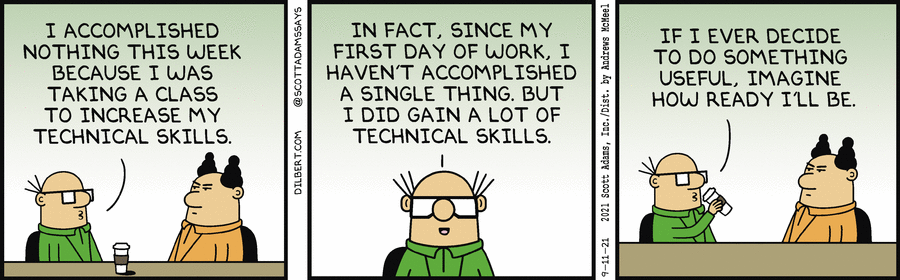 I ACCOMPLISHED
NOTHING THIS WEEK
BECAUSE I WAS
TAKING A CLASS
TO INCREASE MY
TECHNICAL SKILLS.
DILBERT.COM @SCOTTADAMSSAYS
IN FACT, SINCE MY
FIRST DAY OF WORK, I
HAVEN'T ACCOMPLISHED
A SINGLE THING. BUT
I DID GAIN A LOT OF
TECHNICAL SKILLS.
9-11-21 2021 Scott Adams, Inc./Dist. by Andrews McMeel
IF I EVER DECIDE
TO DO SOMETHING
USEFUL, IMAGINE
HOW READY I'LL BE.